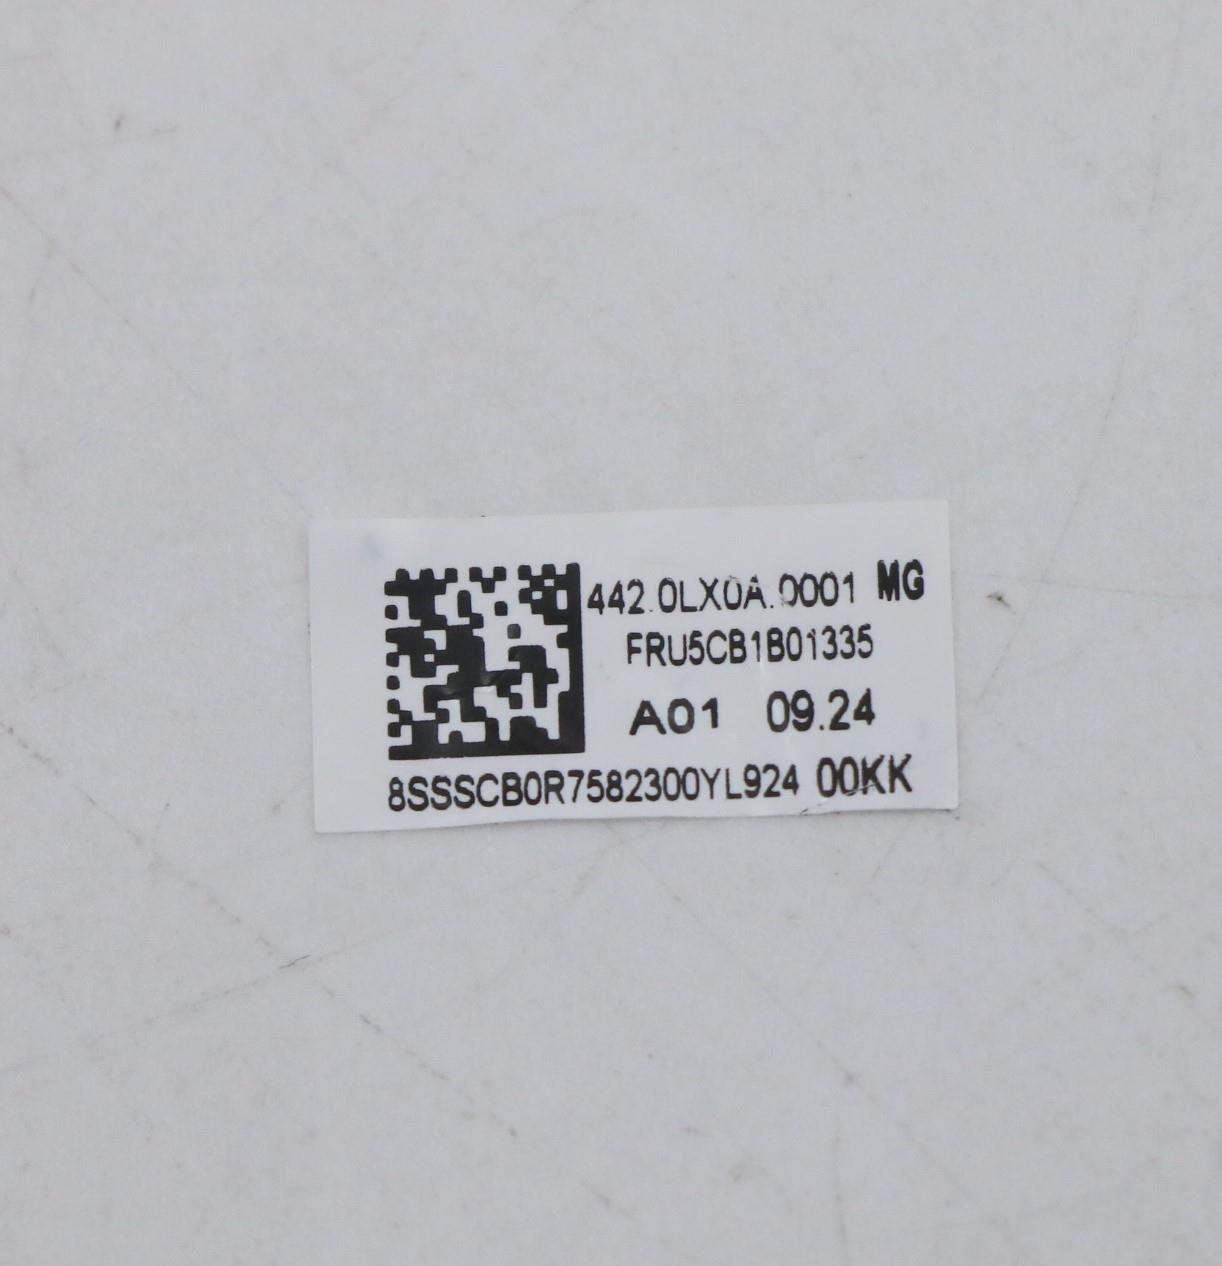 442.0LX0A.0001 MG
FRU5CB1B01335
A01 09.24
8SSSCB0R7582300YL924 00KK